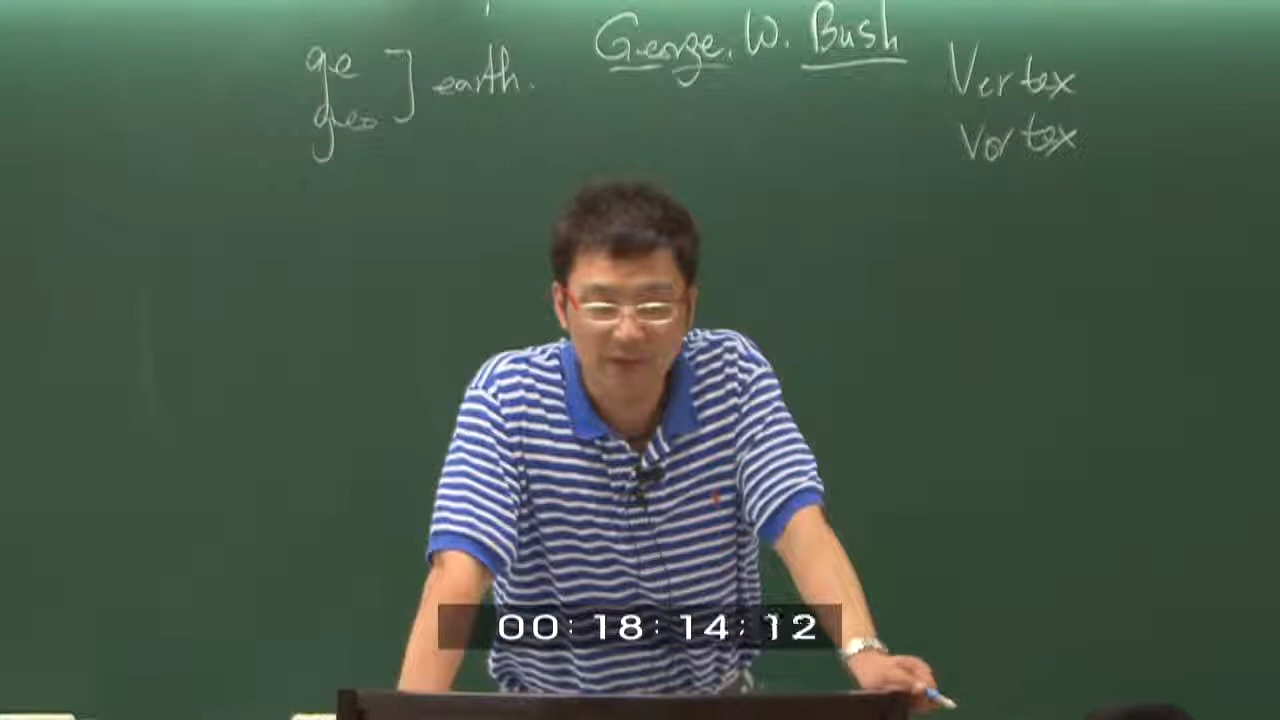 ge
geo
] earth.
George. W. Bush
Vertex
Vortex
00:18:14:12